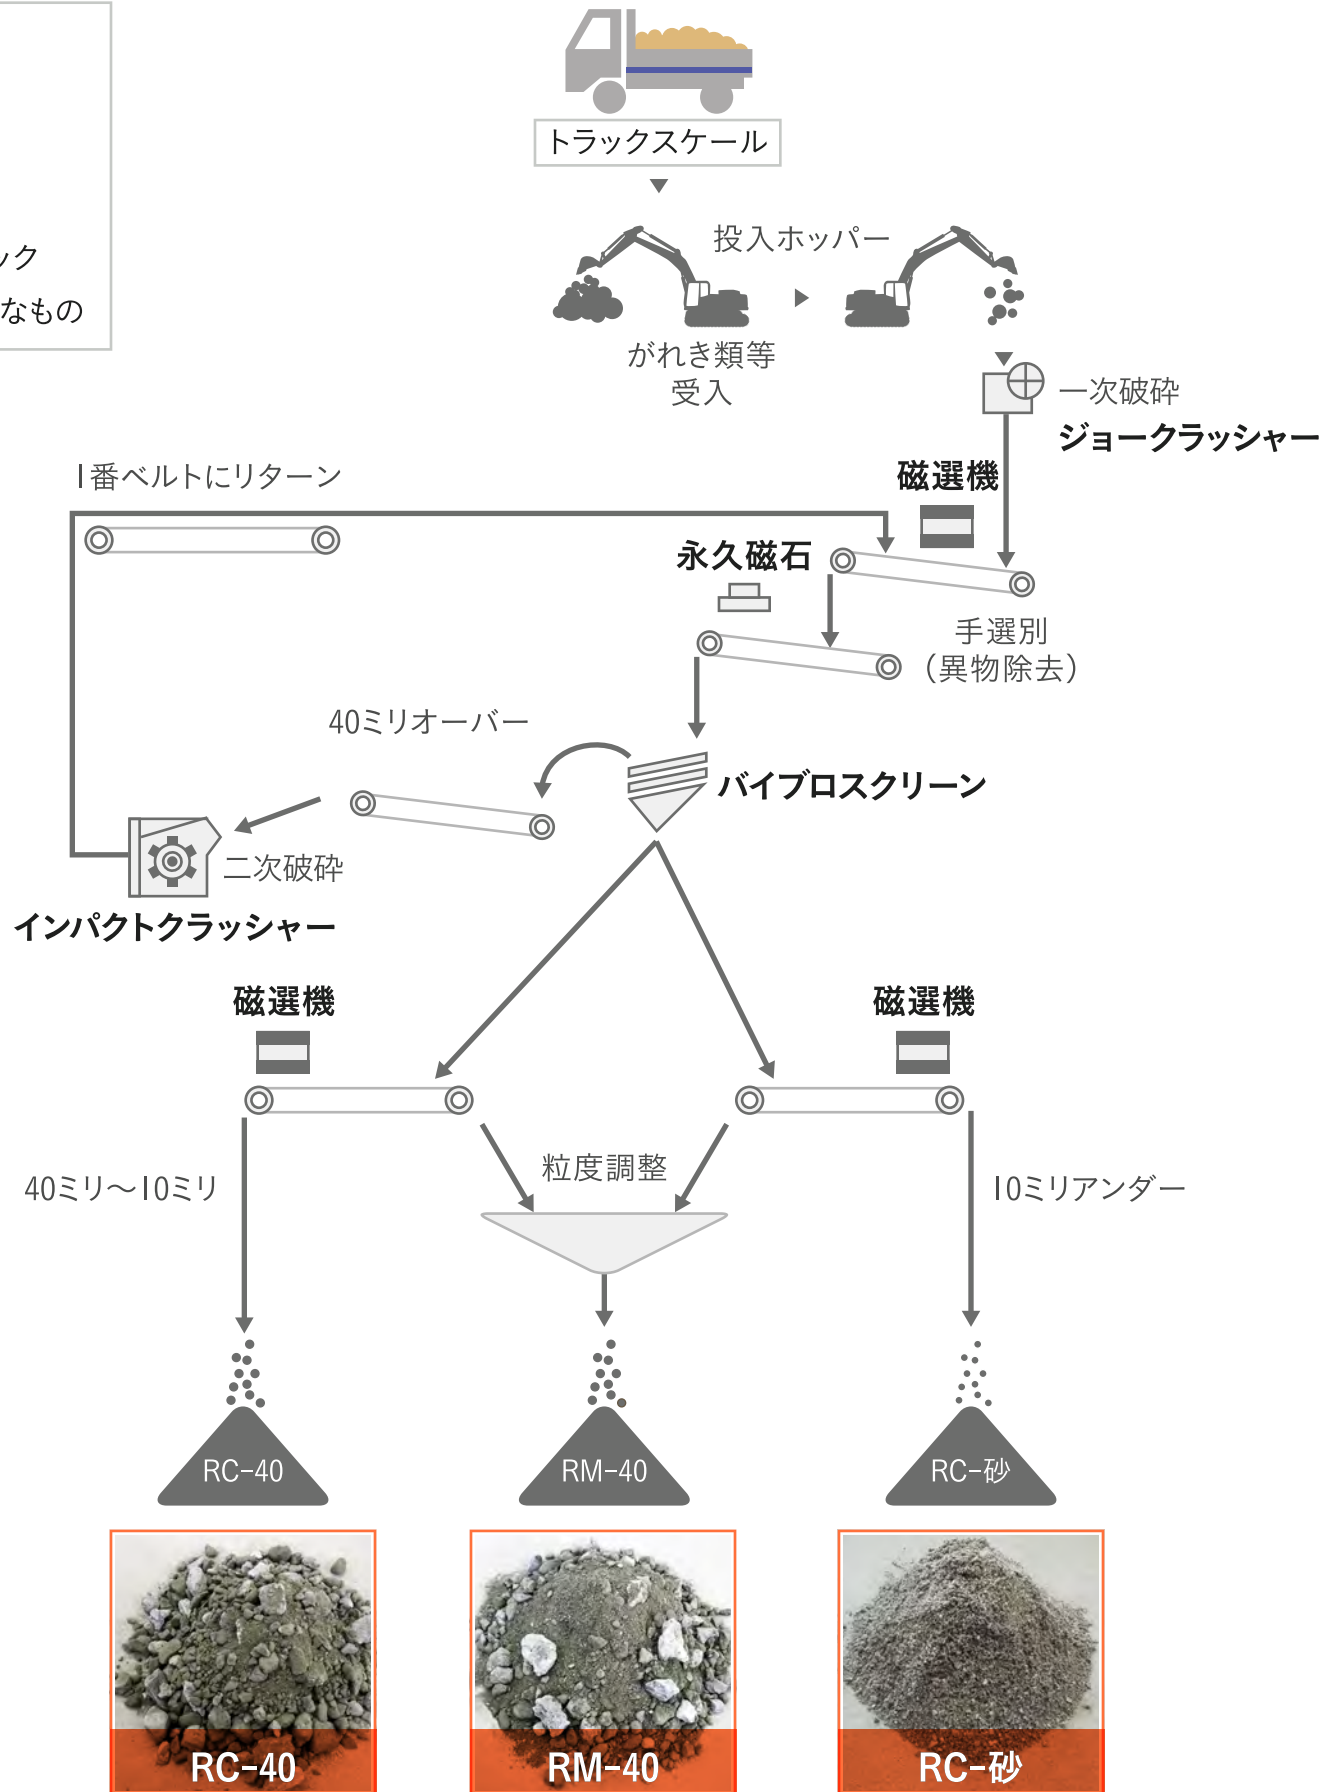 ック
なもの
トラックスケール
投入ホッパー
がれき類等
受入
一次破砕
ジョークラッシャー
1番ベルトにリターン
磁選機
永久磁石
手選別
（異物除去）
40ミリオーバー
バイブロスクリーン
二次破砕
インパクトクラッシャー
磁選機
磁選機
粒度調整
40ミリ〜10ミリ
10ミリアンダー
RC-40
RM-40
RC-砂
RC-40
RM-40
RC-砂